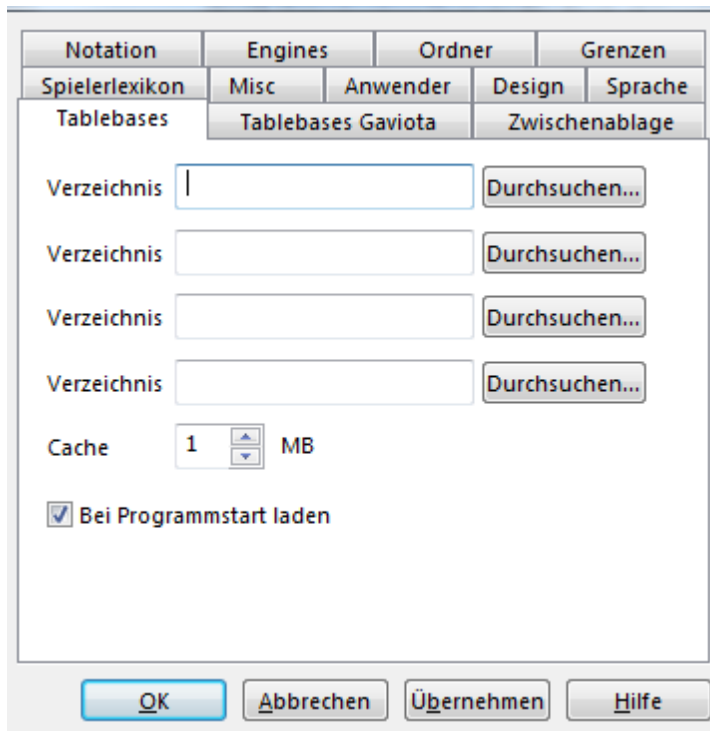 Notation Engines Ordner Grenzen
Spielerlexikon Misc Anwender Design Sprache
Tablebases Tablebases Gaviota Zwischenablage
Verzeichnis Durchsuchen...
Verzeichnis Durchsuchen...
Verzeichnis Durchsuchen...
Verzeichnis Durchsuchen...
Cache 1 MB
Bei Programmstart laden
OK Abbrechen Übernehmen Hilfe